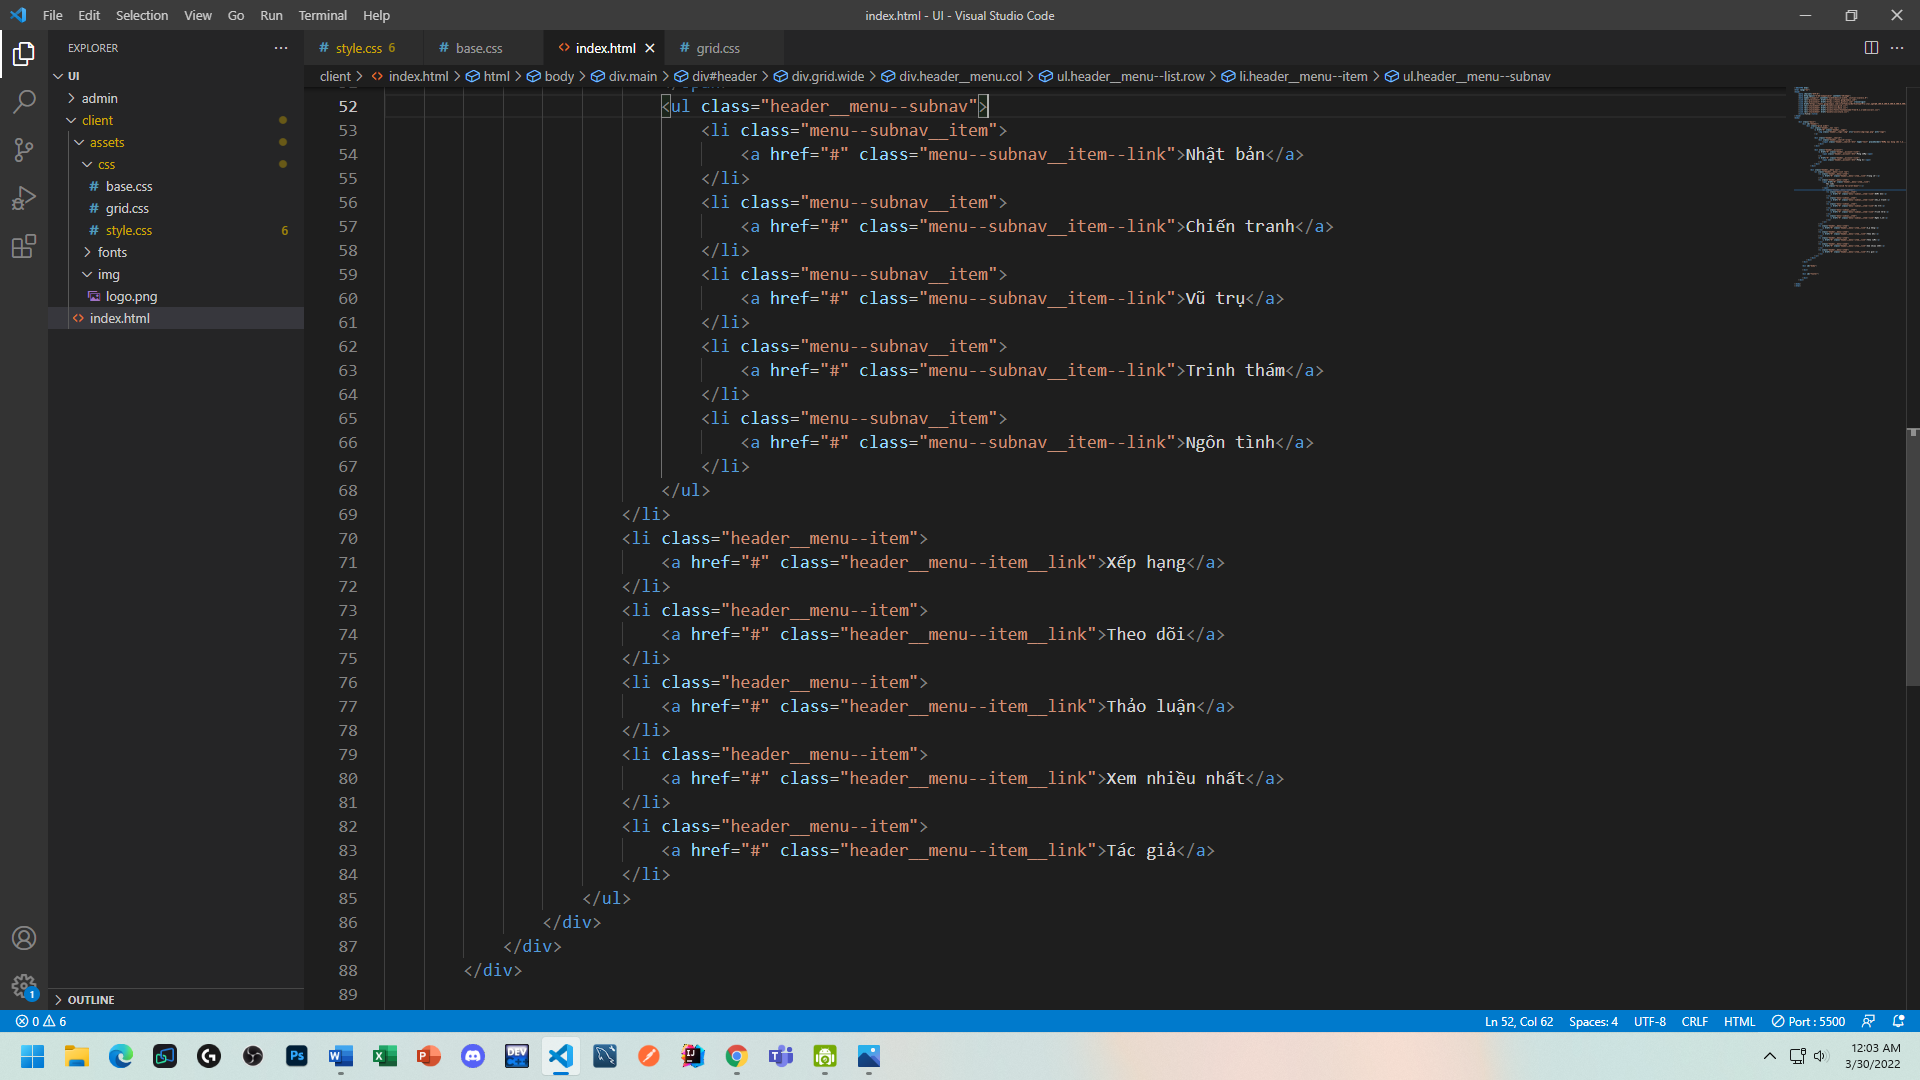 File Edit Selection View Go Run Terminal Help
index.html - UI - Visual Studio Code
EXPLORER
UI
admin
client
assets
css
# base.css
# grid.css
# style.css 6
fonts
img
logo.png
<> index.html
OUTLINE
# style.css 6
# base.css
<> index.html
# grid.css
client > <> index.html > html > body > div.main > div#header > div.grid.wide > div.header__menu.col > ul.header__menu--list.row > li.header__menu--item > ul.header__menu--subnav
52 <ul class="header__menu--subnav">
53 <li class="menu--subnav__item">
54 <a href="#" class="menu--subnav__item--link">Nhật bản</a>
55 </li>
56 <li class="menu--subnav__item">
57 <a href="#" class="menu--subnav__item--link">Chiến tranh</a>
58 </li>
59 <li class="menu--subnav__item">
60 <a href="#" class="menu--subnav__item--link">Vũ trụ</a>
61 </li>
62 <li class="menu--subnav__item">
63 <a href="#" class="menu--subnav__item--link">Trinh thám</a>
64 </li>
65 <li class="menu--subnav__item">
66 <a href="#" class="menu--subnav__item--link">Ngôn tình</a>
67 </li>
68 </ul>
69 </li>
70 <li class="header__menu--item">
71 <a href="#" class="header__menu--item__link">Xếp hạng</a>
72 </li>
73 <li class="header__menu--item">
74 <a href="#" class="header__menu--item__link">Theo dõi</a>
75 </li>
76 <li class="header__menu--item">
77 <a href="#" class="header__menu--item__link">Thảo luận</a>
78 </li>
79 <li class="header__menu--item">
80 <a href="#" class="header__menu--item__link">Xem nhiều nhất</a>
81 </li>
82 <li class="header__menu--item">
83 <a href="#" class="header__menu--item__link">Tác giả</a>
84 </li>
85 </ul>
86 </div>
87 </div>
88 </div>
89
1
0 6
Ln 52, Col 62 Spaces: 4 UTF-8 CRLF HTML Port : 5500
Ps
DEV
IJ
12:03 AM
3/30/2022